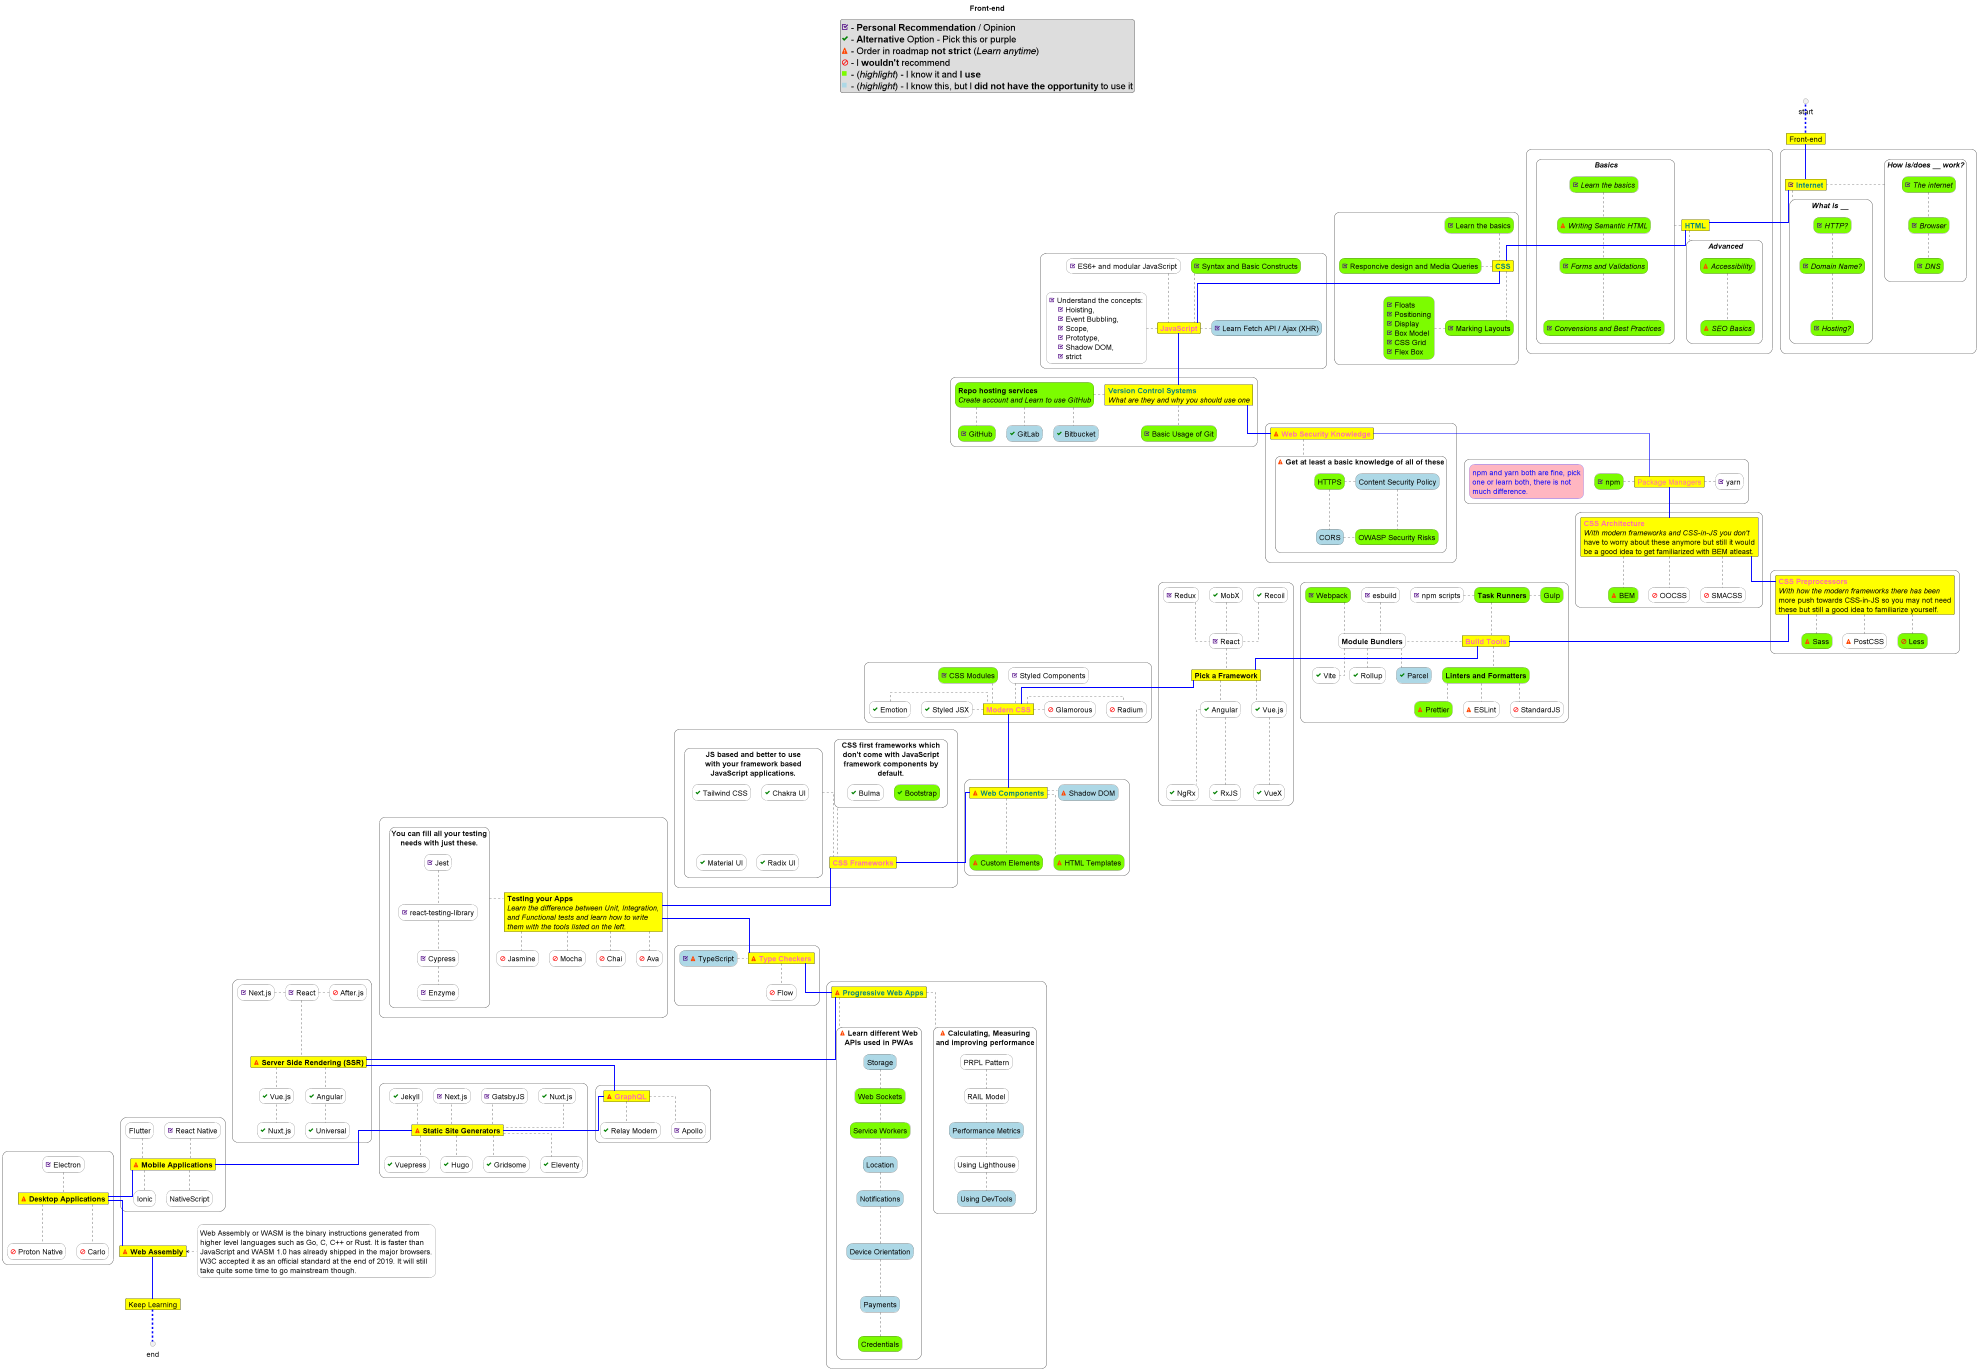 Front-end
- Personal Recommendation / Opinion
- Alternative Option - Pick this or purple
- Order in roadmap not strict (Learn anytime)
- I wouldn't recommend
- (highlight) - I know it and I use
- (highlight) - I know this, but I did not have the opportunity to use it
start
Front-end
How is/does __ work?
Internet
The internet
Browser
DNS
What is __
HTTP?
Domain Name?
Hosting?
Basics
Learn the basics
Writing Semantic HTML
Forms and Validations
Convensions and Best Practices
HTML
Advanced
Accessibility
SEO Basics
Learn the basics
Responcive design and Media Queries
CSS
Floats
Positioning
Display
Box Model
CSS Grid
Flex Box
Marking Layouts
ES6+ and modular JavaScript
Syntax and Basic Constructs
Understand the concepts:
Hoisting,
Event Bubbling,
Scope,
Prototype,
Shadow DOM,
strict
JavaScript
Learn Fetch API / Ajax (XHR)
Repo hosting services
Create account and Learn to use GitHub
Version Control Systems
What are they and why you should use one
GitHub
GitLab
Bitbucket
Basic Usage of Git
Web Security Knowledge
Get at least a basic knowledge of all of these
HTTPS
Content Security Policy
CORS
OWASP Security Risks
npm and yarn both are fine, pick
one or learn both, there is not
much difference.
npm
Package Managers
yarn
CSS Architecture
With modern frameworks and CSS-in-JS you don't
have to worry about these anymore but still it would
be a good idea to get familiarized with BEM atleast.
BEM
OOCSS
SMACSS
CSS Preprocessors
With how the modern frameworks there has been
more push towards CSS-in-JS so you may not need
these but still a good idea to familiarize yourself.
Sass
PostCSS
Less
Webpack
esbuild
npm scripts
Task Runners
Gulp
Module Bundlers
Build Tools
Vite
Rollup
Parcel
Linters and Formatters
Prettier
ESLint
StandardJS
Redux
MobX
Recoil
React
Pick a Framework
Angular
Vue.js
NgRx
RxJS
VueX
CSS Modules
Styled Components
Emotion
Styled JSX
Modern CSS
Glamorous
Radium
Web Components
Shadow DOM
Custom Elements
HTML Templates
JS based and better to use
with your framework based
JavaScript applications.
Tailwind CSS
Chakra UI
Material UI
Radix UI
CSS first frameworks which
don't come with JavaScript
framework components by
default.
Bulma
Bootstrap
CSS Frameworks
You can fill all your testing
needs with just these.
Jest
react-testing-library
Cypress
Enzyme
Testing your Apps
Learn the difference between Unit, Integration,
and Functional tests and learn how to write
them with the tools listed on the left.
Jasmine
Mocha
Chai
Ava
TypeScript
Type Checkers
Flow
Progressive Web Apps
Learn different Web
APIs used in PWAs
Storage
Web Sockets
Service Workers
Location
Notifications
Device Orientation
Payments
Credentials
Calculating, Measuring
and improving performance
PRPL Pattern
RAIL Model
Performance Metrics
Using Lighthouse
Using DevTools
Next.js
React
After.js
Server Side Rendering (SSR)
Vue.js
Angular
Nuxt.js
Universal
GraphQL
Relay Modern
Apollo
Jekyll
Next.js
GatsbyJS
Nuxt.js
Static Site Generators
Vuepress
Hugo
Gridsome
Eleventy
Flutter
React Native
Mobile Applications
Ionic
NativeScript
Electron
Desktop Applications
Proton Native
Carlo
Web Assembly
Web Assembly or WASM is the binary instructions generated from
higher level languages such as Go, C, C++ or Rust. It is faster than
JavaScript and WASM 1.0 has already shipped in the major browsers.
W3C accepted it as an official standard at the end of 2019. It will still
take quite some time to go mainstream though.
Keep Learning
end